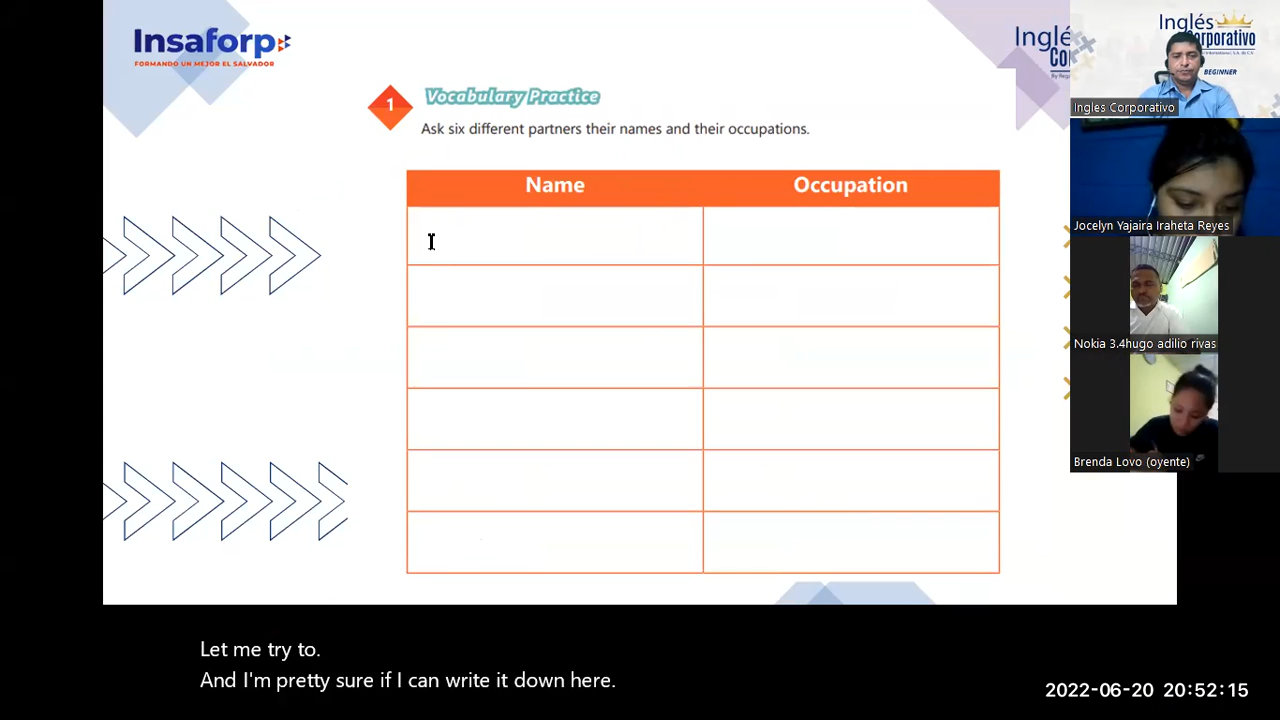 Insaforp
FORMANDO UN MEJOR EL SALVADOR
Inglés
Corporativo
BEGINNER
Ingles Corporativo
1
Vocabulary Practice
Ask six different partners their names and their occupations.
Name Occupation
Jocelyn Yajaira Iraheta Reyes
Nokia 3.4hugo adilio rivas
Brenda Lovo (oyente)
Let me try to.
And I'm pretty sure if I can write it down here.
2022-06-20 20:52:15